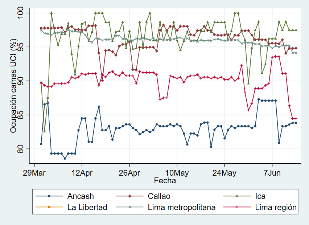 Ocupación camas UCI (%)
100
95
90
85
80
29Mar 12Apr 26Apr 10May 24May 7Jun
Fecha
Ancash Callao Ica
La Libertad Lima metropolitana Lima región